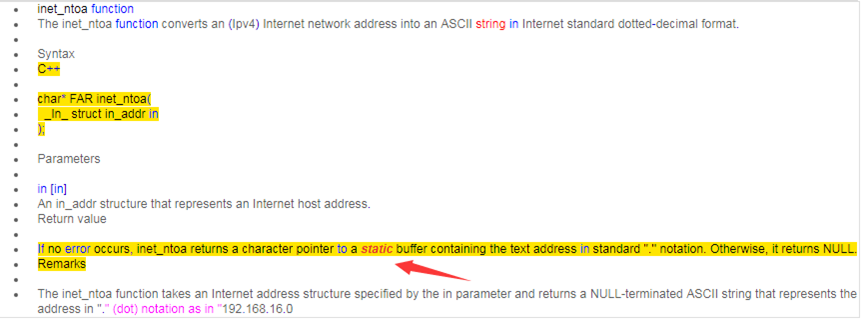 inet_ntoa function
The inet_ntoa function converts an (Ipv4) Internet network address into an ASCII string in Internet standard dotted-decimal format.
Syntax
C++
char* FAR inet_ntoa(
_In_ struct in_addr in
);
Parameters
in [in]
An in_addr structure that represents an Internet host address.
Return value
If no error occurs, inet_ntoa returns a character pointer to a static buffer containing the text address in standard "." notation. Otherwise, it returns NULL.
Remarks
The inet_ntoa function takes an Internet address structure specified by the in parameter and returns a NULL-terminated ASCII string that represents the
address in "." (dot) notation as in "192.168.16.0